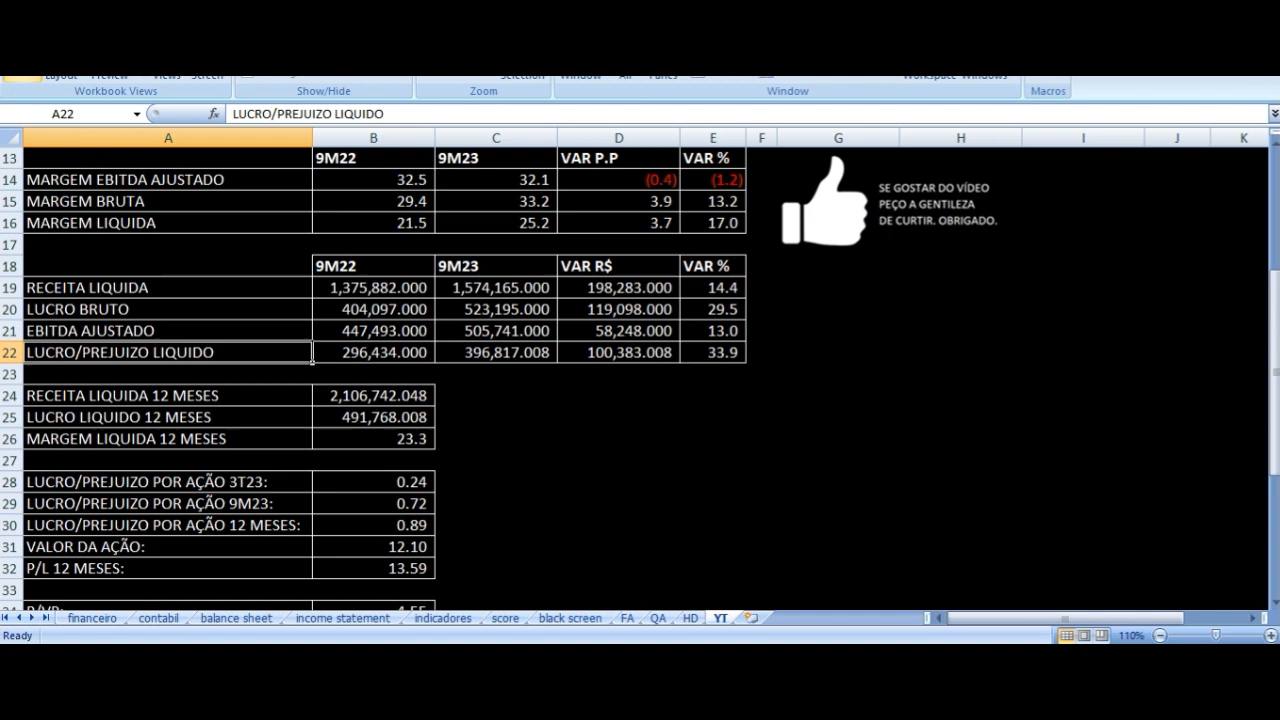 Workbook Views Show/Hide Zoom Window Macros
A22 fx LUCRO/PREJUIZO LIQUIDO
A B C D E F G H I J K
13 9M22 9M23 VAR P.P VAR %
14 MARGEM EBITDA AJUSTADO 32.5 32.1 (0.4) (1.2)
15 MARGEM BRUTA 29.4 33.2 3.9 13.2
16 MARGEM LIQUIDA 21.5 25.2 3.7 17.0
SE GOSTAR DO VÍDEO
PEÇO A GENTILEZA
DE CURTIR. OBRIGADO.
17
18 9M22 9M23 VAR R$ VAR %
19 RECEITA LIQUIDA 1,375,882.000 1,574,165.000 198,283.000 14.4
20 LUCRO BRUTO 404,097.000 523,195.000 119,098.000 29.5
21 EBITDA AJUSTADO 447,493.000 505,741.000 58,248.000 13.0
22 LUCRO/PREJUIZO LIQUIDO 296,434.000 396,817.008 100,383.008 33.9
23
24 RECEITA LIQUIDA 12 MESES 2,106,742.048
25 LUCRO LIQUIDO 12 MESES 491,768.008
26 MARGEM LIQUIDA 12 MESES 23.3
27
28 LUCRO/PREJUIZO POR AÇÃO 3T23: 0.24
29 LUCRO/PREJUIZO POR AÇÃO 9M23: 0.72
30 LUCRO/PREJUIZO POR AÇÃO 12 MESES: 0.89
31 VALOR DA AÇÃO: 12.10
32 P/L 12 MESES: 13.59
33
financeiro contabil balance sheet income statement indicadores score black screen FA QA HD YT
Ready 110%